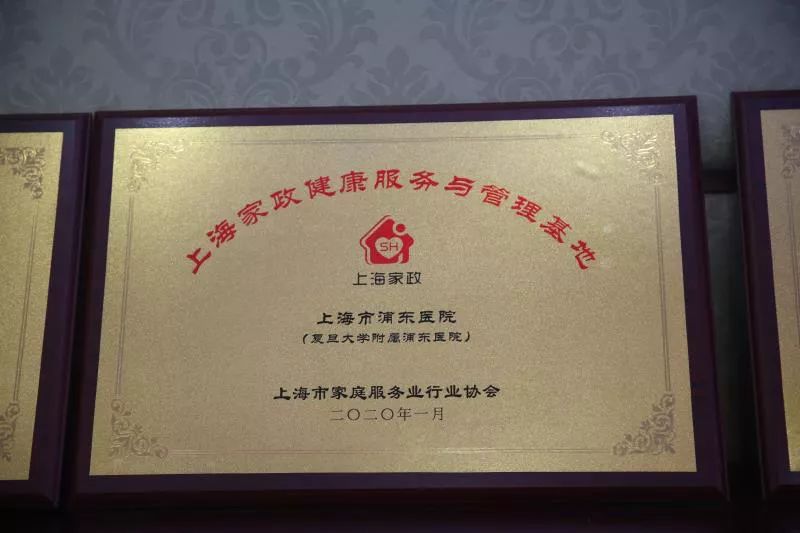 上海家政健康服务与管理基地
SH
上海家政
上海市浦东医院
（复旦大学附属浦东医院）
上海市家庭服务业行业协会
二〇二〇年一月